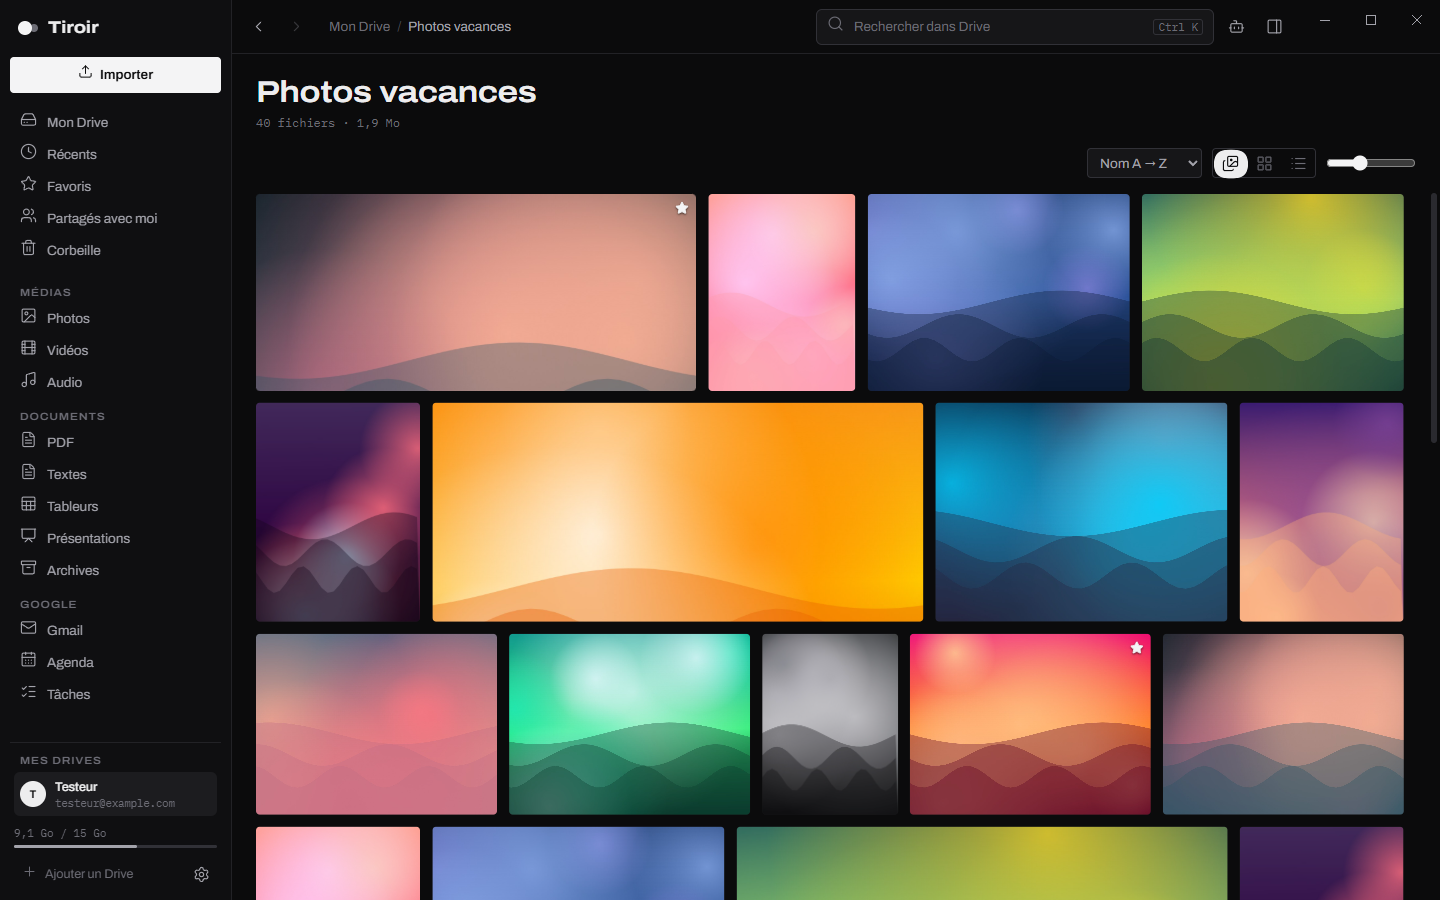 Tiroir
Mon Drive / Photos vacances
Rechercher dans Drive
Ctrl K
Importer
Mon Drive
Récents
Favoris
Partagés avec moi
Corbeille
MÉDIAS
Photos
Vidéos
Audio
DOCUMENTS
PDF
Textes
Tableurs
Présentations
Archives
GOOGLE
Gmail
Agenda
Tâches
MES DRIVES
T
Testeur
testeur@example.com
9,1 Go / 15 Go
Ajouter un Drive
Photos vacances
40 fichiers · 1,9 Mo
Nom A → Z